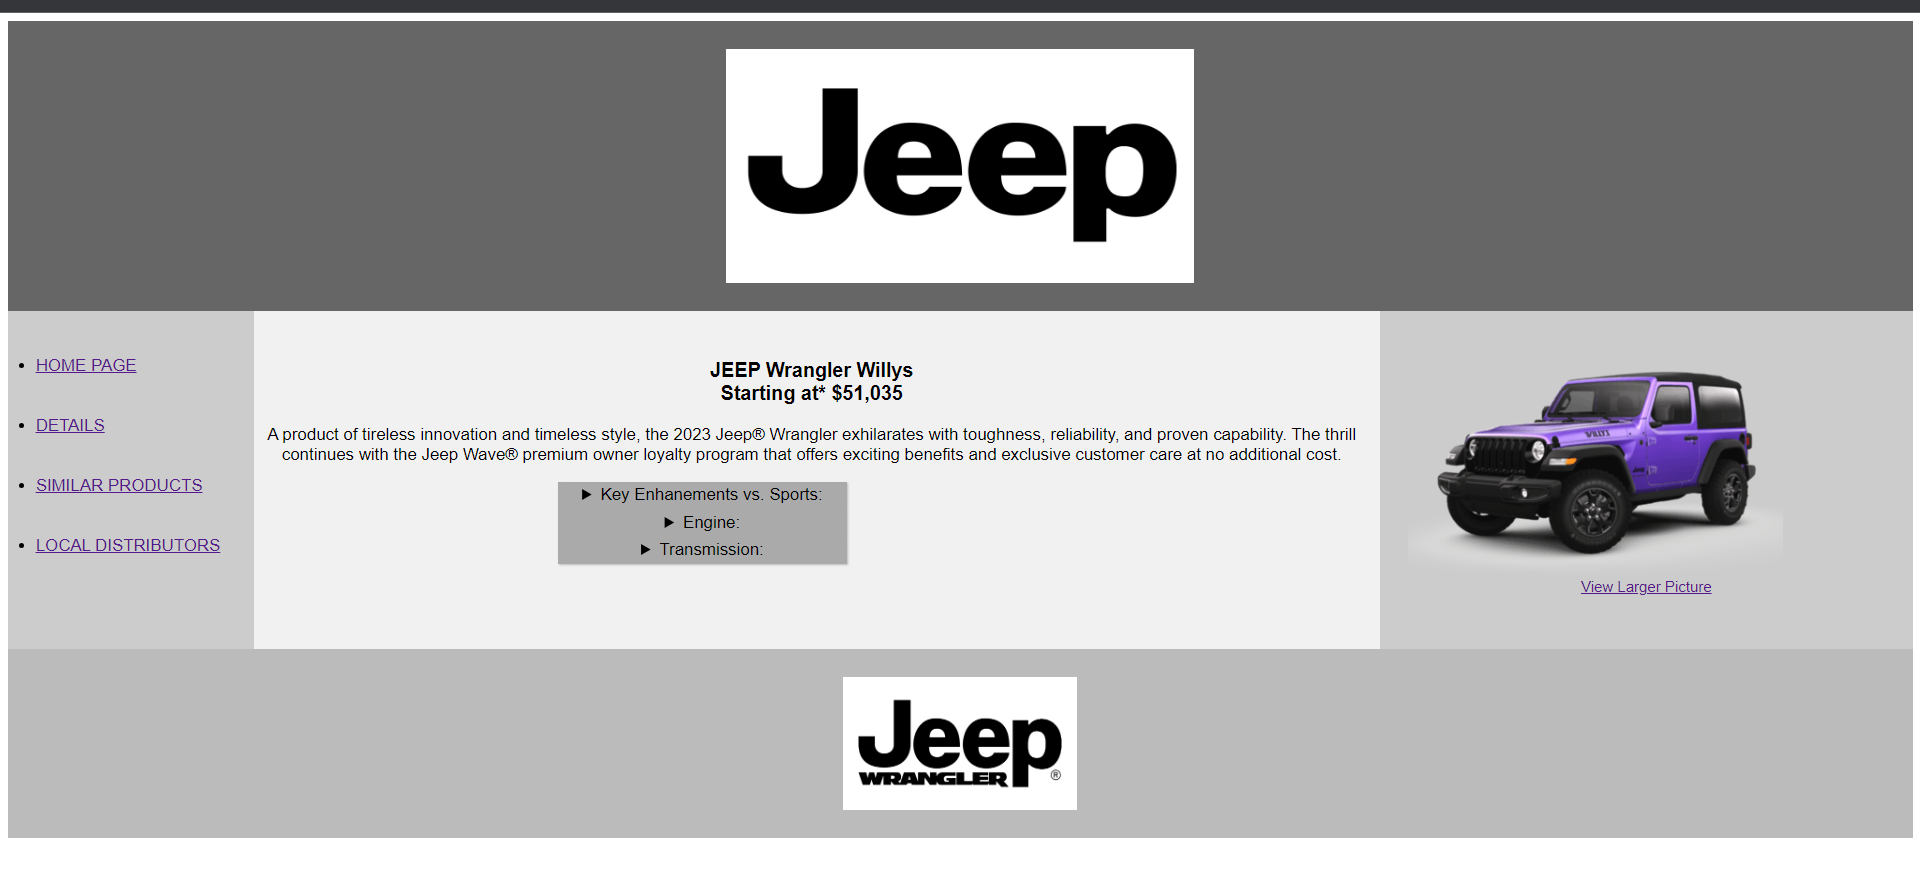 Jeep
HOME PAGE
DETAILS
SIMILAR PRODUCTS
LOCAL DISTRIBUTORS
JEEP Wrangler Willys
Starting at* $51,035
A product of tireless innovation and timeless style, the 2023 Jeep® Wrangler exhilarates with toughness, reliability, and proven capability. The thrill
continues with the Jeep Wave® premium owner loyalty program that offers exciting benefits and exclusive customer care at no additional cost.
Key Enhanements vs. Sports:
Engine:
Transmission:
WILLYS
View Larger Picture
Jeep
WRANGLER ®